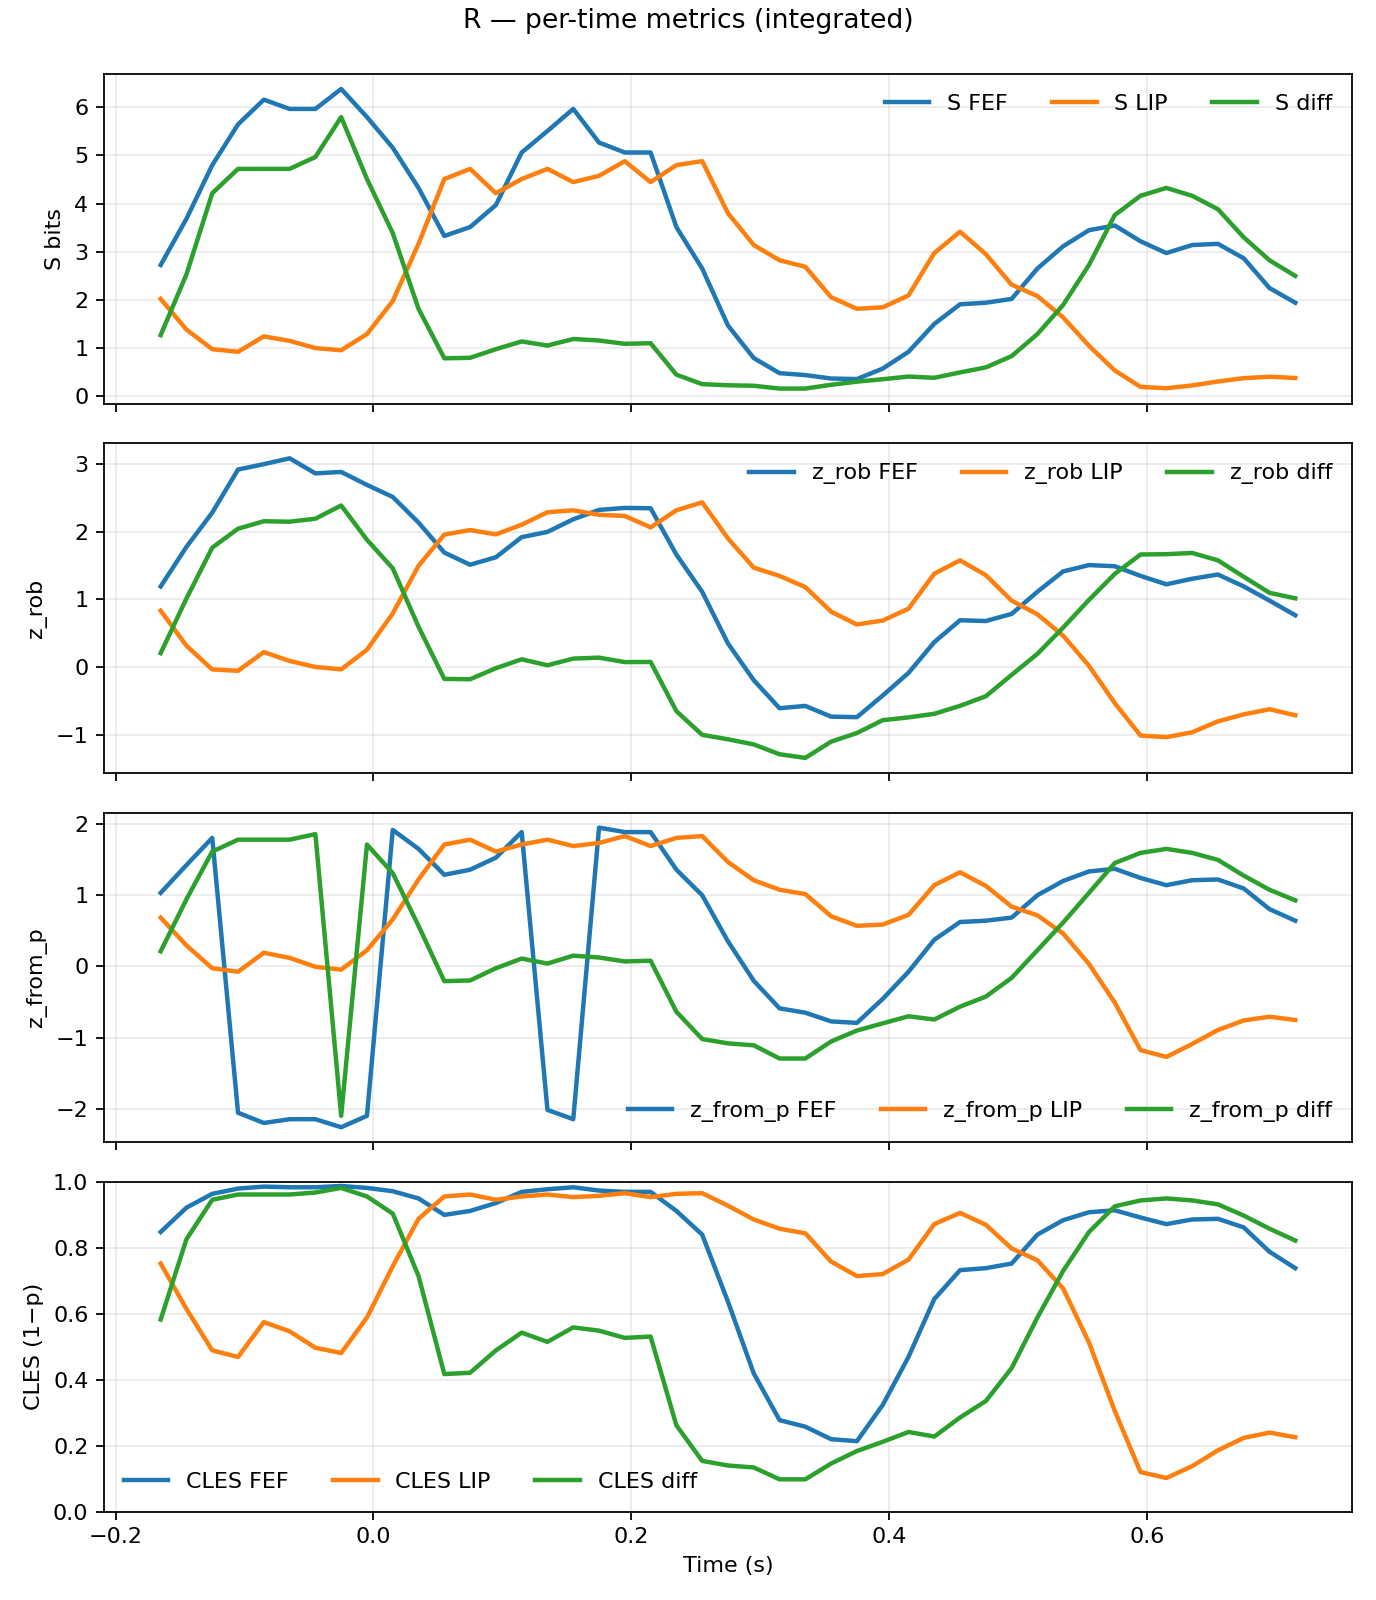 R — per-time metrics (integrated)
S FEF S LIP S diff
S bits
6
5
4
3
2
1
0
z_rob FEF z_rob LIP z_rob diff
z_rob
3
2
1
0
−1
z_from_p
2
1
0
−1
−2
z_from_p FEF z_from_p LIP z_from_p diff
CLES (1−p)
1.0
0.8
0.6
0.4
0.2
0.0
CLES FEF CLES LIP CLES diff
−0.2 0.0 0.2 0.4 0.6
Time (s)